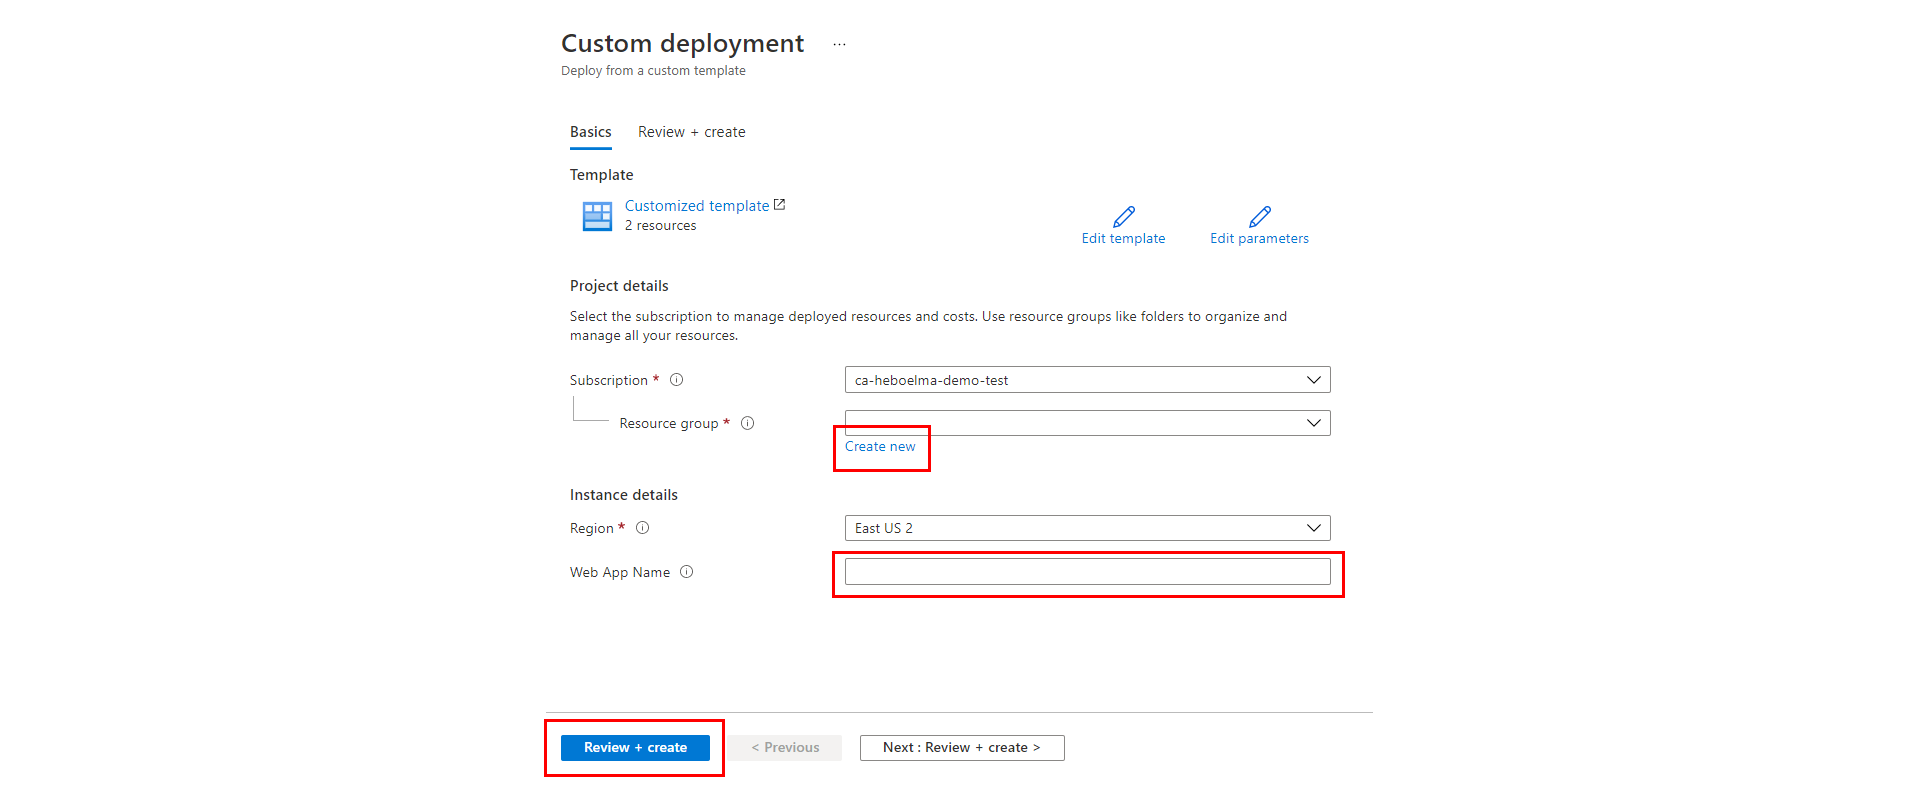 Custom deployment ...
Deploy from a custom template
Basics Review + create
Template
Customized template
2 resources
Edit template Edit parameters
Project details
Select the subscription to manage deployed resources and costs. Use resource groups like folders to organize and
manage all your resources.
Subscription * ca-heboelma-demo-test
Resource group *
Create new
Instance details
Region * East US 2
Web App Name
Review + create < Previous Next : Review + create >